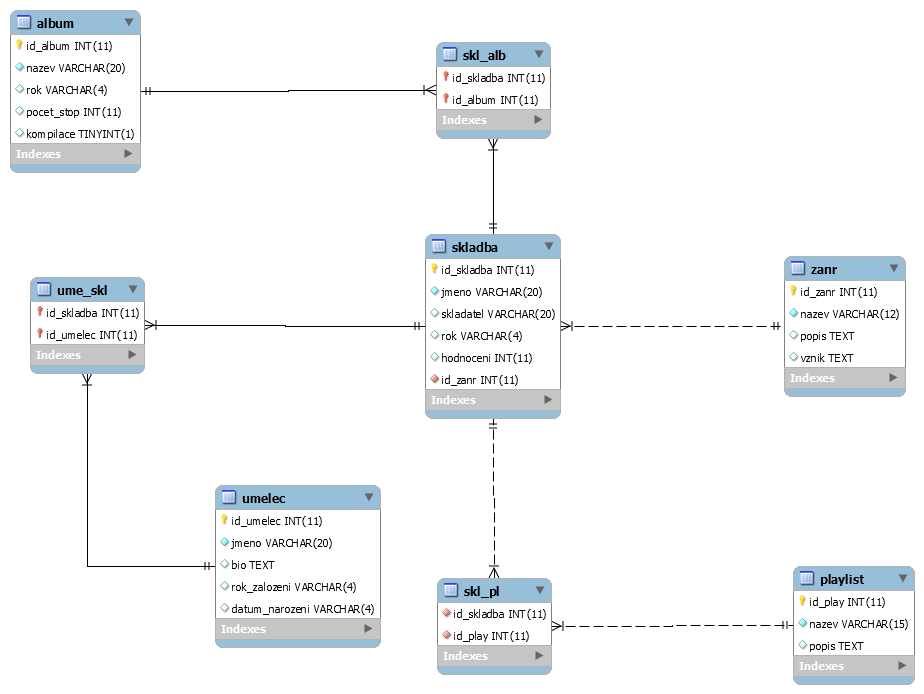 album
id_album INT(11)
nazev VARCHAR(20)
rok VARCHAR(4)
pocet_stop INT(11)
kompilace TINYINT(1)
Indexes
skl_alb
id_skladba INT(11)
id_album INT(11)
Indexes
skladba
id_skladba INT(11)
jmeno VARCHAR(20)
skladatel VARCHAR(20)
rok VARCHAR(4)
hodnoceni INT(11)
id_zanr INT(11)
Indexes
zanr
id_zanr INT(11)
nazev VARCHAR(12)
popis TEXT
vznik TEXT
Indexes
ume_skl
id_skladba INT(11)
id_umelec INT(11)
Indexes
umelec
id_umelec INT(11)
jmeno VARCHAR(20)
bio TEXT
rok_zalozeni VARCHAR(4)
datum_narozeni VARCHAR(4)
Indexes
skl_pl
id_skladba INT(11)
id_play INT(11)
Indexes
playlist
id_play INT(11)
nazev VARCHAR(15)
popis TEXT
Indexes